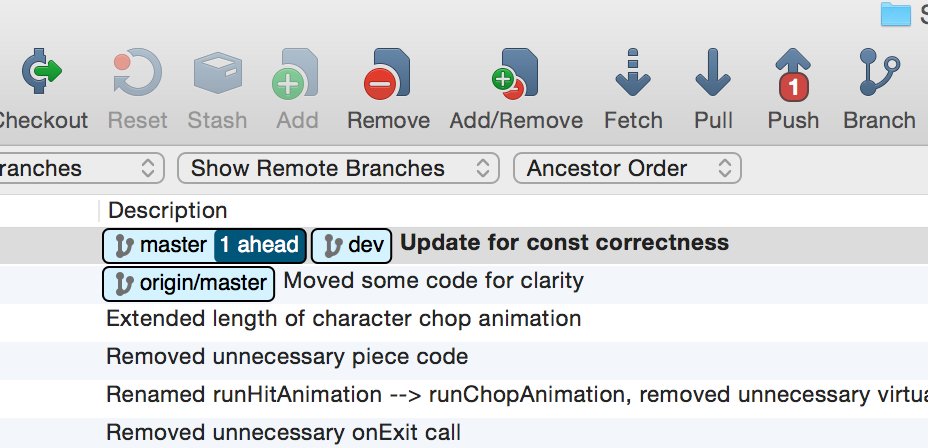 S
Checkout Reset Stash Add Remove Add/Remove Fetch Pull 1 Push Branch
ranches Show Remote Branches Ancestor Order
Description
master 1 ahead dev Update for const correctness
origin/master Moved some code for clarity
Extended length of character chop animation
Removed unnecessary piece code
Renamed runHitAnimation --> runChopAnimation, removed unnecessary virtua
Removed unnecessary onExit call